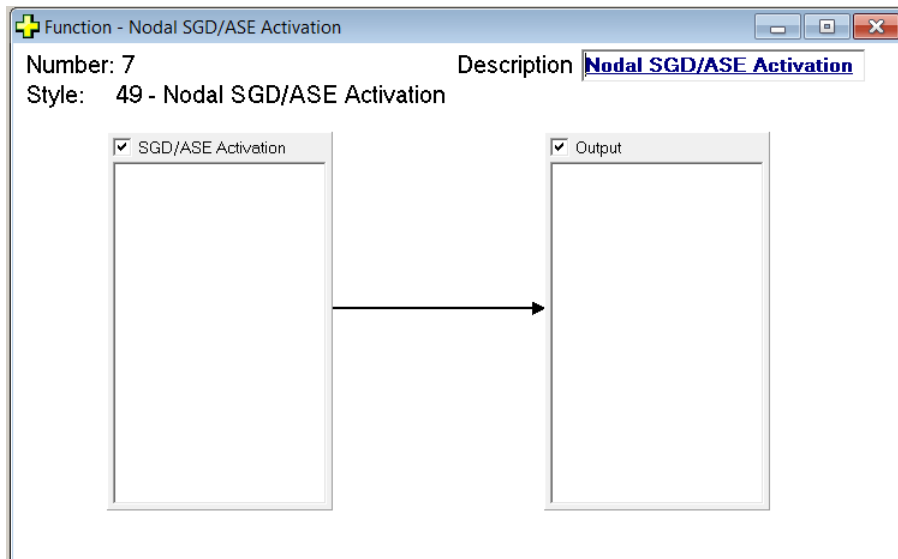 Function - Nodal SGD/ASE Activation
Number: 7
Description Nodal SGD/ASE Activation
Style: 49 - Nodal SGD/ASE Activation
SGD/ASE Activation
Output